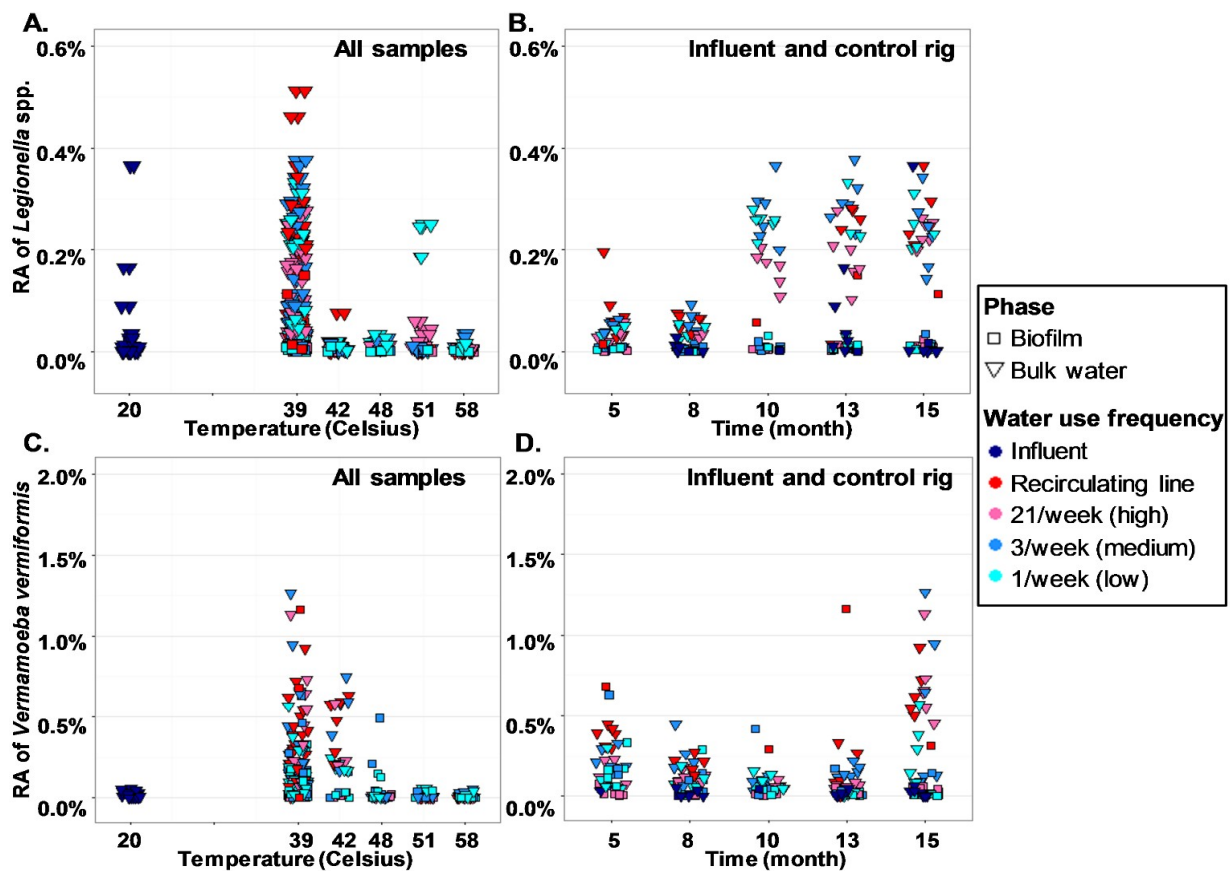 A.
All samples
0.6%
0.4%
0.2%
0.0%
RA of Legionella spp.
20
39
42
48
51
58
Temperature (Celsius)
B.
Influent and control rig
0.6%
0.4%
0.2%
0.0%
5
8
10
13
15
Time (month)
C.
All samples
2.0%
1.5%
1.0%
0.5%
0.0%
RA of Vermamoeba vermiformis
20
39
42
48
51
58
Temperature (Celsius)
D.
Influent and control rig
2.0%
1.5%
1.0%
0.5%
0.0%
5
8
10
13
15
Time (month)
Phase
Biofilm
Bulk water
Water use frequency
Influent
Recirculating line
21/week (high)
3/week (medium)
1/week (low)